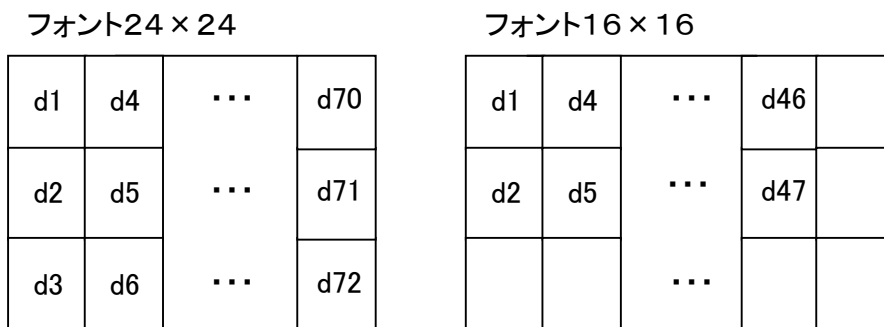 フォント24×24 フォント16×16
d1 d4 ・・・ d70 d1 d4 ・・・ d46
d2 d5 ・・・ d71 d2 d5 ・・・ d47
d3 d6 ・・・ d72 ・・・